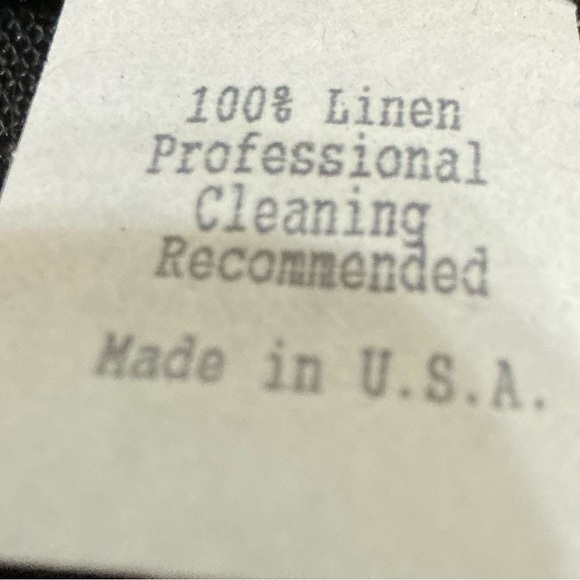 100% Linen
Professional
Cleaning
Recommended
Made in U.S.A.